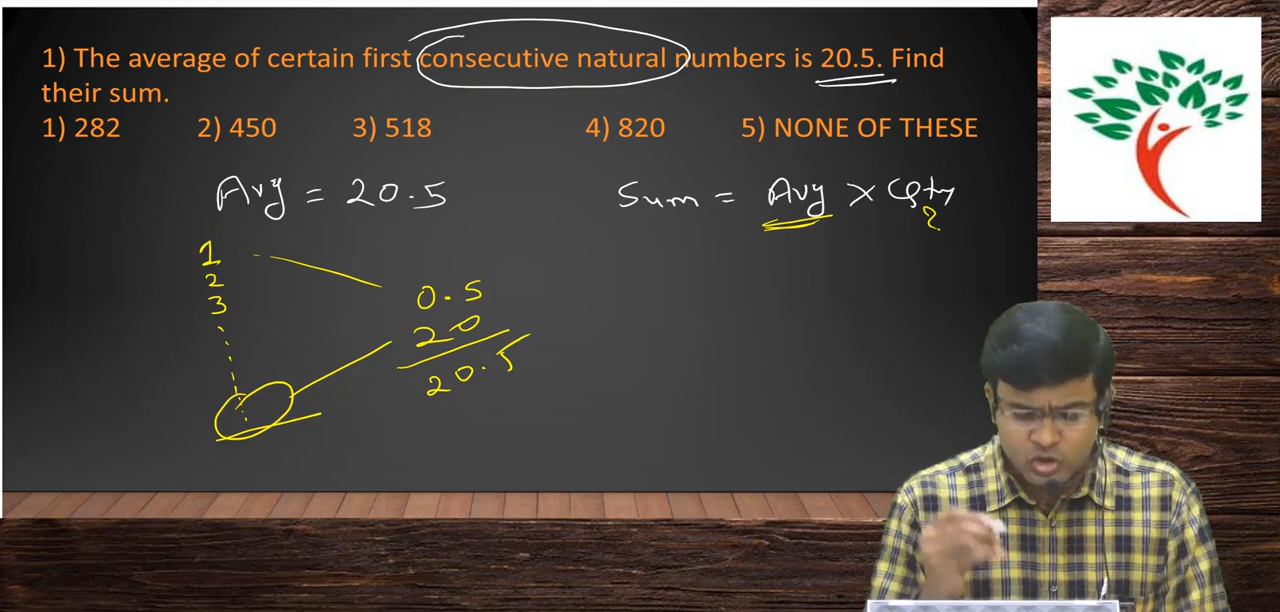 1) The average of certain first consecutive natural numbers is 20.5. Find
their sum.
1) 282 2) 450 3) 518 4) 820 5) NONE OF THESE
Avg = 20.5 Sum = Avg × Qty
?
1
2
3
0.5
20
20.5